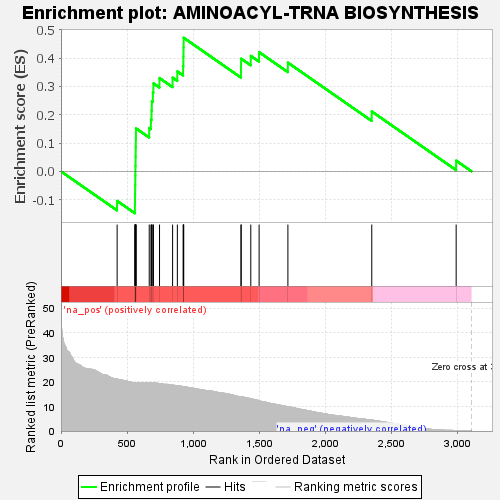 Enrichment plot: AMINOACYL-TRNA BIOSYNTHESIS
Enrichment score (ES)
0.5
0.4
0.3
0.2
0.1
0.0
-0.1
Ranked list metric (PreRanked)
'na_pos' (positively correlated)
50
40
30
20
10
0
Zero cross at 3
'na_neg' (negatively correlated)
0
500
1,000
1,500
2,000
2,500
3,000
Rank in Ordered Dataset
Enrichment profile
Hits
Ranking metric scores